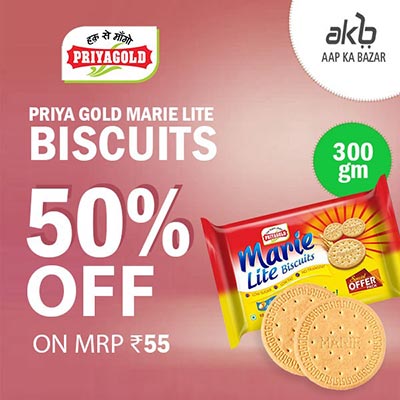 हक़ से माँगो
PRIYAGOLD
akb
AAP KA BAZAR
PRIYA GOLD MARIE LITE
BISCUITS
300
gm
50%
OFF
ON MRP ₹55
PRIYAGOLD
Marie
Lite Biscuits
Special
OFFER
MARIE